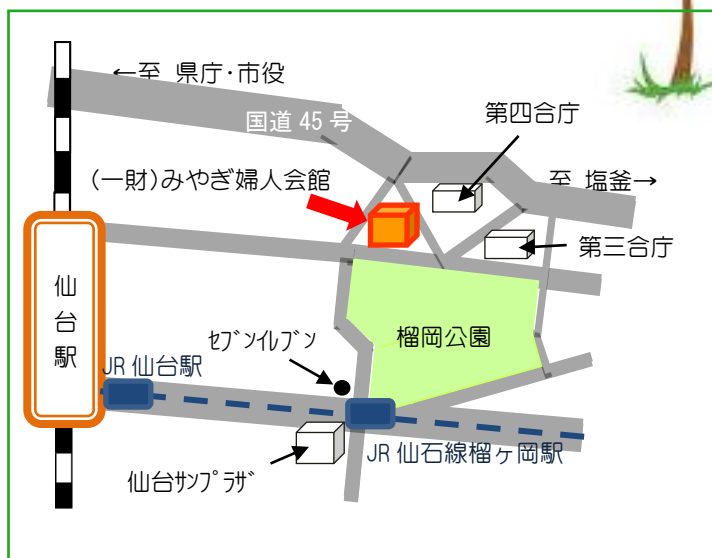 ←至 県庁・市役
国道 45 号
第四合庁
(一財)みやぎ婦人会館
至 塩釜→
第三合庁
仙台駅
ｾﾌﾞﾝｲﾚﾌﾞﾝ
榴岡公園
JR 仙台駅
JR 仙石線榴ヶ岡駅
仙台ｻﾝﾌﾟﾗｻﾞ